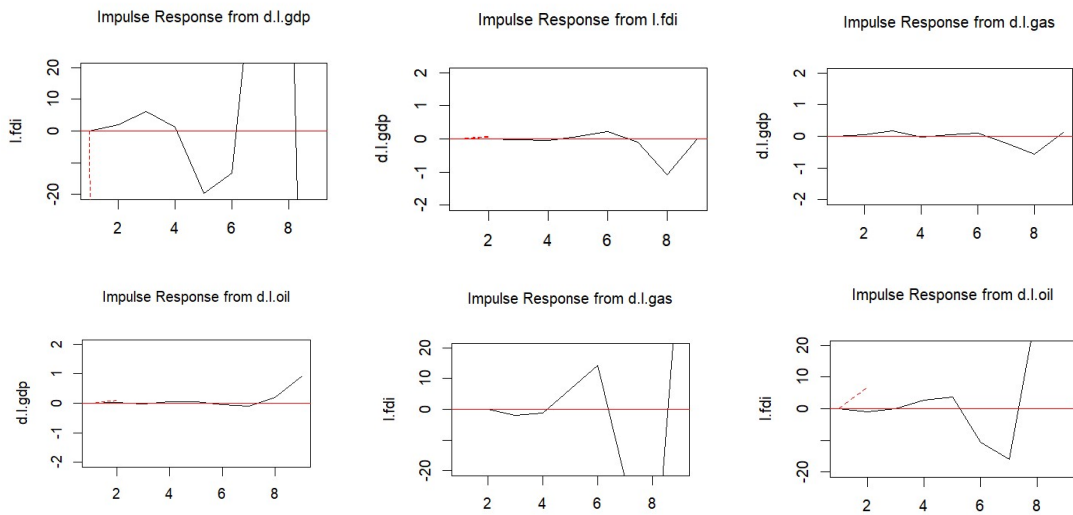 Impulse Response from d.l.gdp
l.fdi
20
10
0
-20
2 4 6 8
Impulse Response from l.fdi
d.l.gdp
2
1
0
-1
-2
2 4 6 8
Impulse Response from d.l.gas
d.l.gdp
2
1
0
-1
-2
2 4 6 8
Impulse Response from d.l.oil
d.l.gdp
2
1
0
-1
-2
2 4 6 8
Impulse Response from d.l.gas
l.fdi
20
10
0
-20
2 4 6 8
Impulse Response from d.l.oil
l.fdi
20
10
0
-20
2 4 6 8